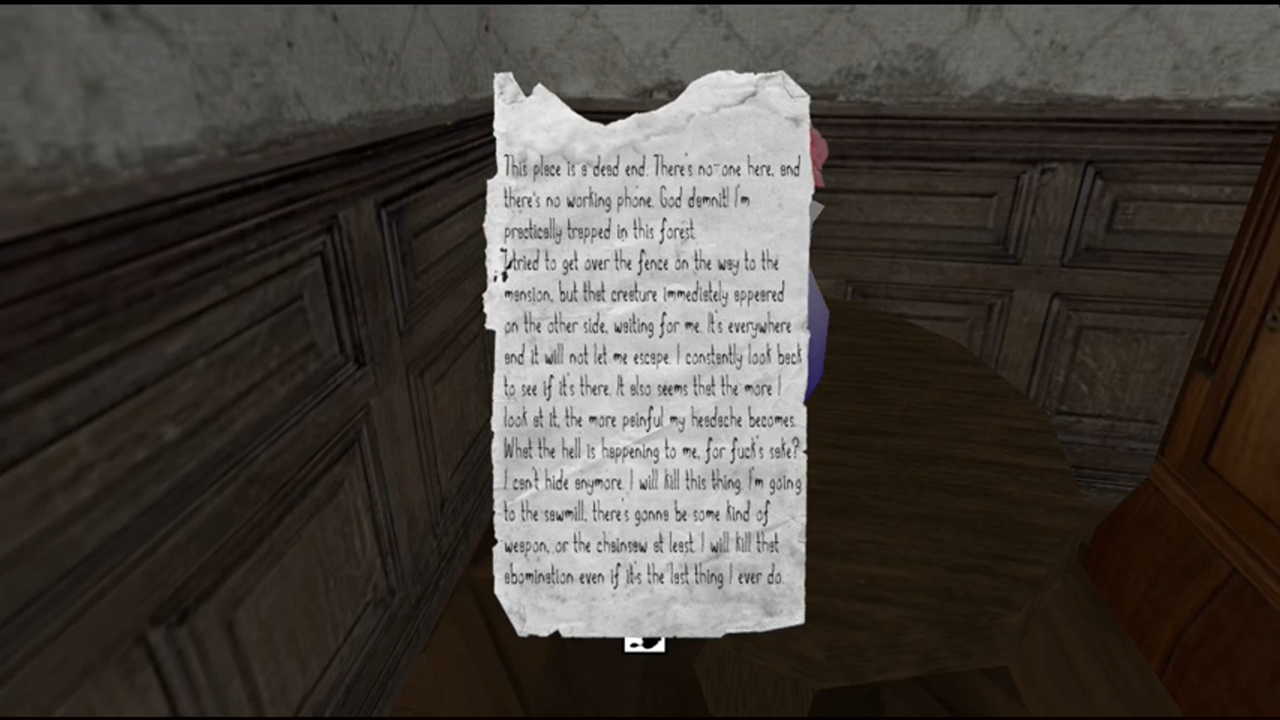 This place is a dead end. There's no-one here, and
there's no working phone. God damnit! I'm
practically trapped in this forest.
I tried to get over the fence on the way to the
mansion, but that creature immediately appeared
on the other side, waiting for me. It's everywhere
and it will not let me escape. I constantly look back
to see if it's there. It also seems that the more I
look at it, the more painful my headache becomes.
What the hell is happening to me, for fuck's sake?
I can't hide anymore. I will kill this thing. I'm going
to the sawmill, there's gonna be some kind of
weapon, or the chainsaw at least. I will kill that
abomination even if it's the last thing I ever do.